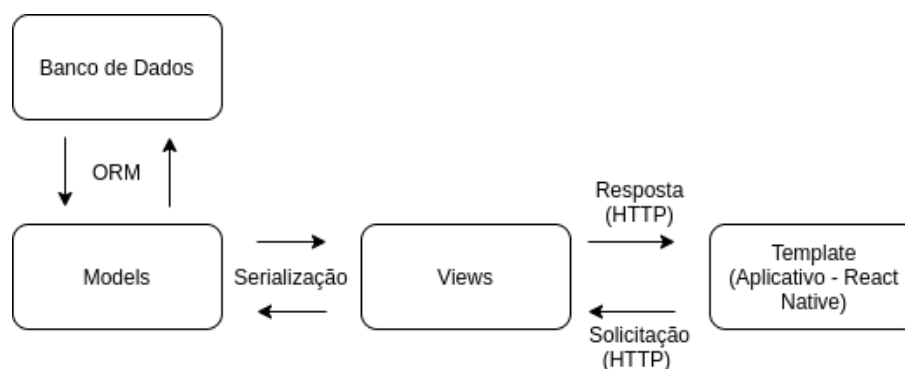 Banco de Dados
ORM
Models
Serialização
Views
Resposta
(HTTP)
Solicitação
(HTTP)
Template
(Aplicativo - React
Native)